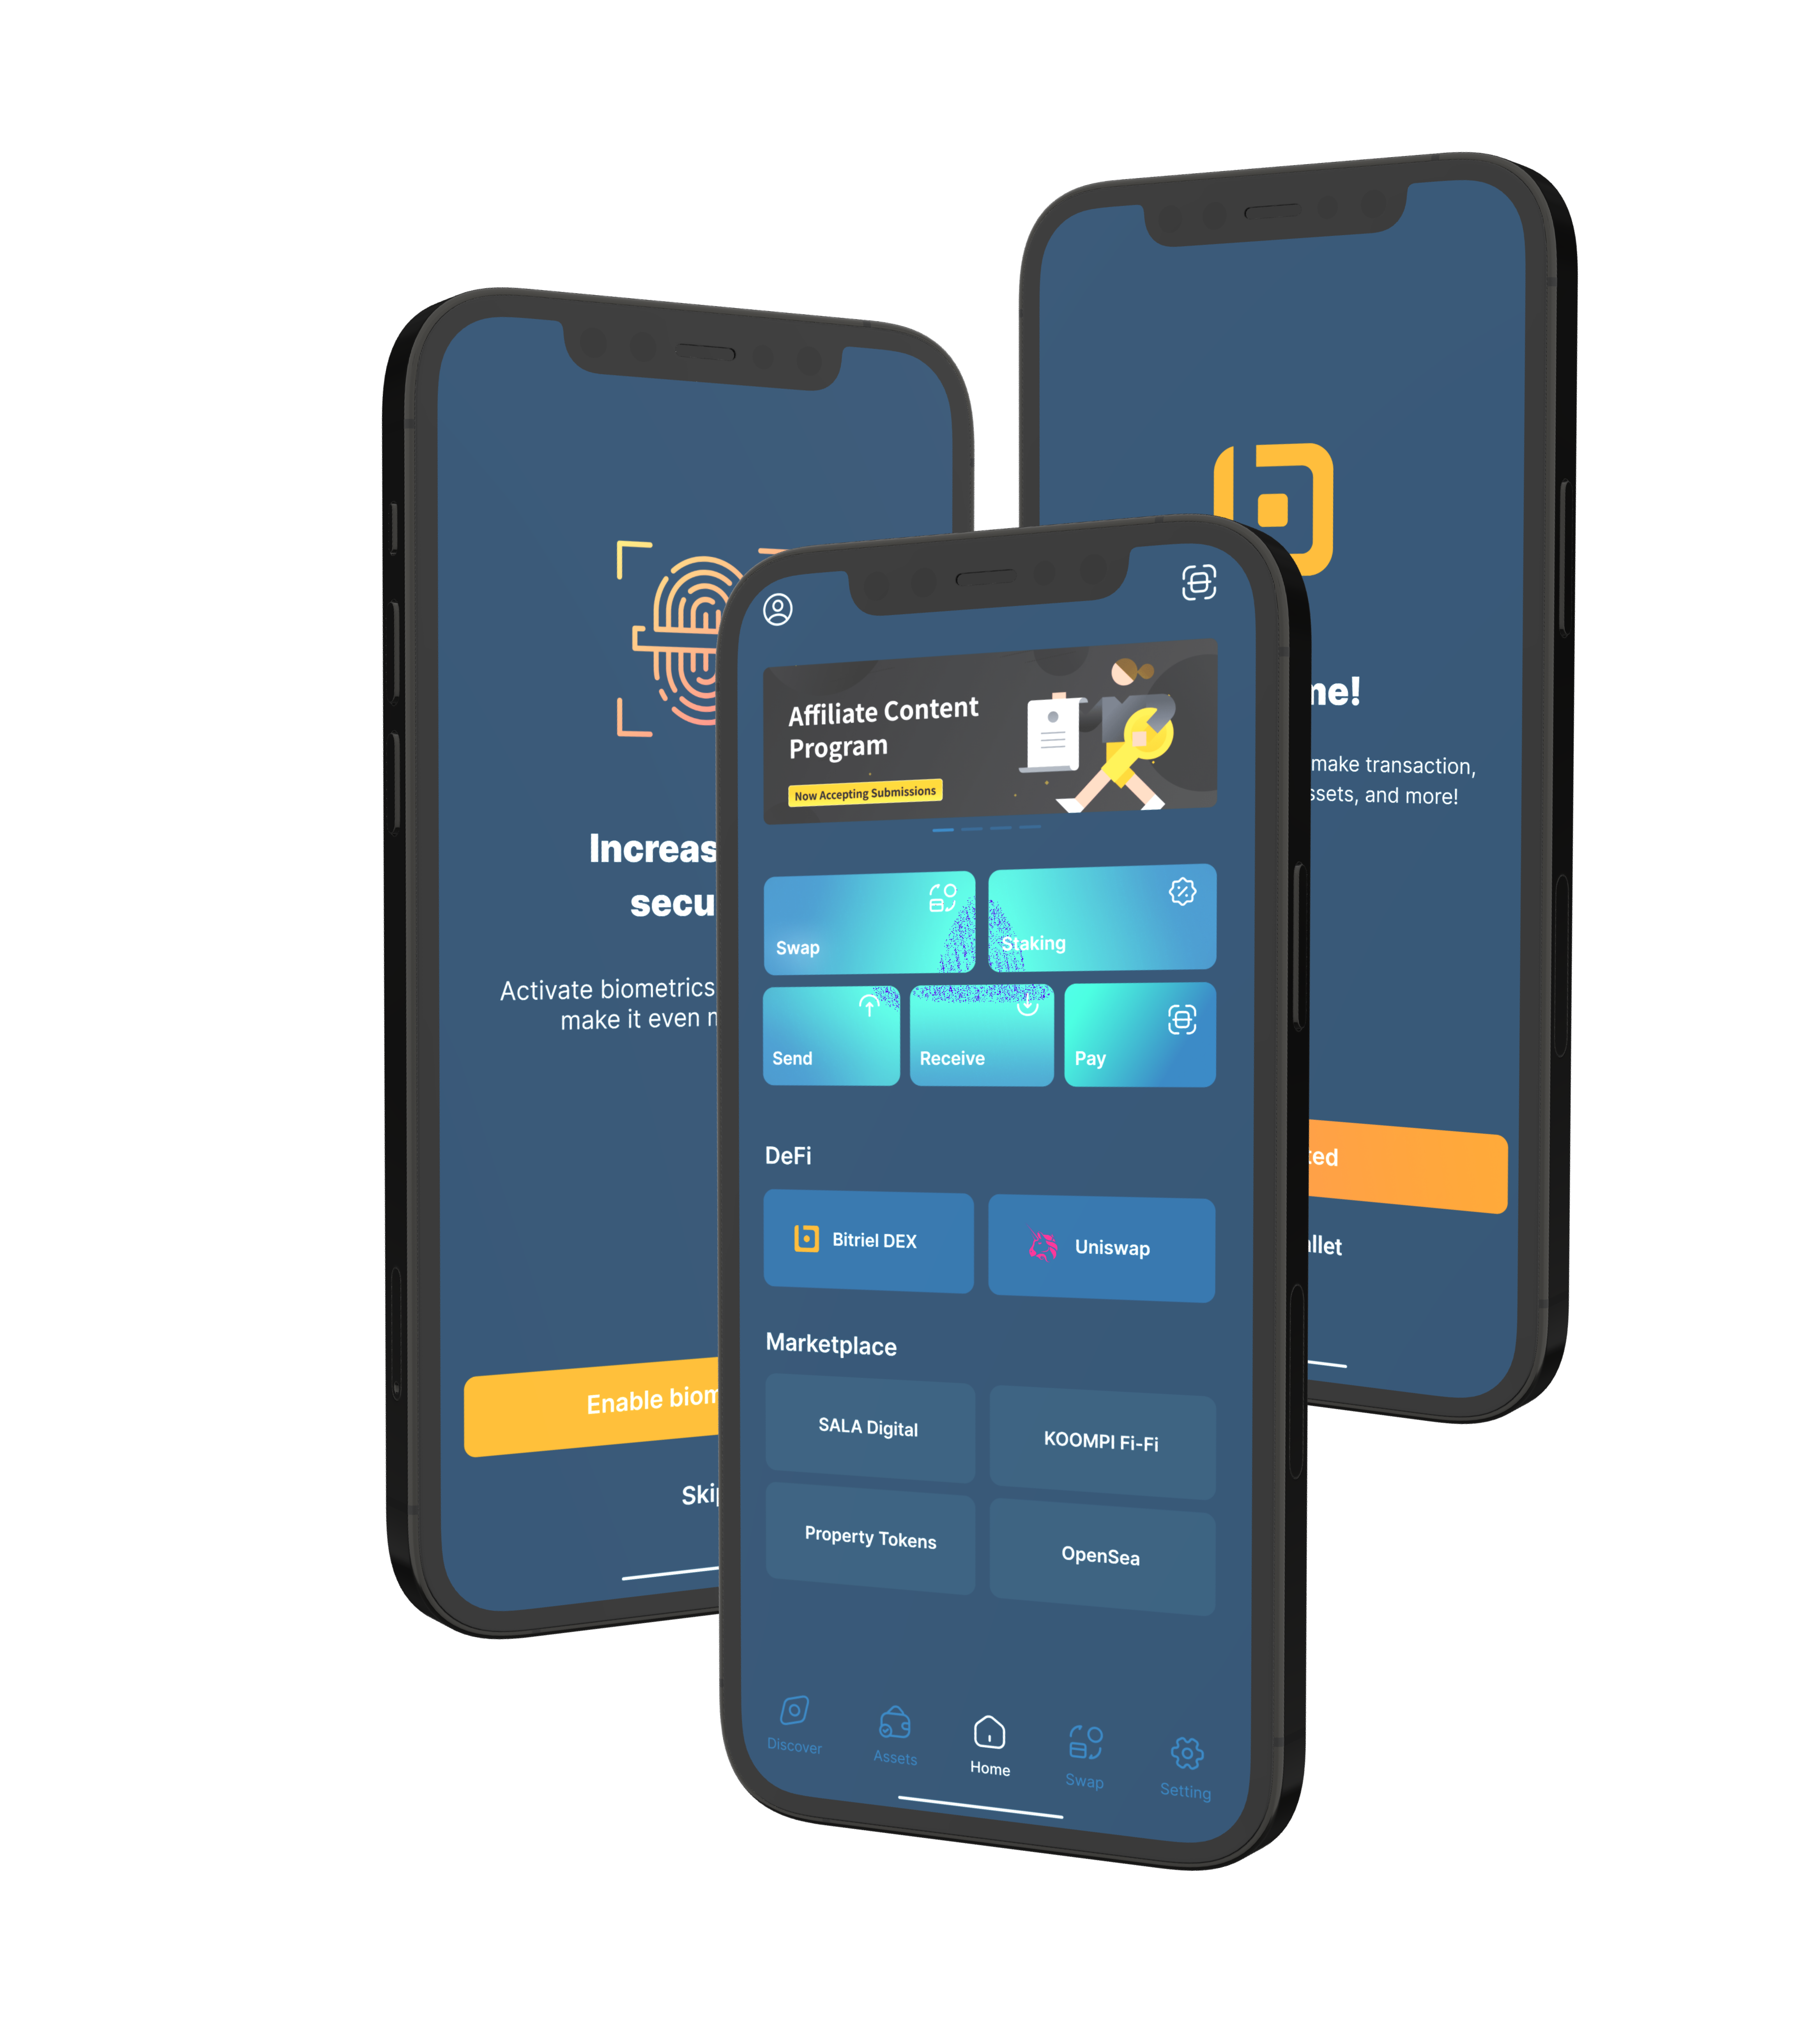 Increas
secu
Activate biometrics
make it even
Enable biom
Skip
Affiliate Content
Program
Now Accepting Submissions
Swap
Staking
Send
Receive
Pay
DeFi
Bitriel DEX
Uniswap
Marketplace
SALA Digital
KOOMPI Fi-Fi
Property Tokens
OpenSea
Discover
Assets
Home
Swap
Setting
me!
make transaction,
ssets, and more!
ted
llet